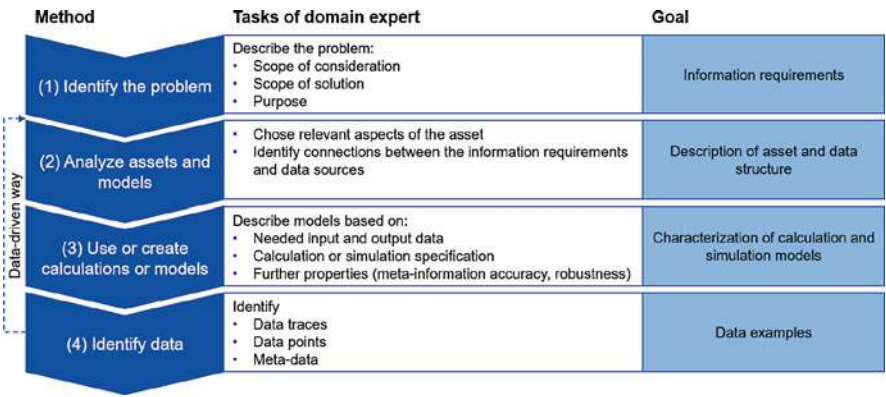 Method
Tasks of domain expert
Goal
(1) Identify the problem
Describe the problem:
• Scope of consideration
• Scope of solution
• Purpose
Information requirements
Data-driven way
(2) Analyze assets and
models
• Chose relevant aspects of the asset
• Identify connections between the information requirements
and data sources
Description of asset and data
structure
(3) Use or create
calculations or models
Describe models based on:
• Needed input and output data
• Calculation or simulation specification
• Further properties (meta-information accuracy, robustness)
Characterization of calculation and
simulation models
(4) Identify data
Identify
• Data traces
• Data points
• Meta-data
Data examples